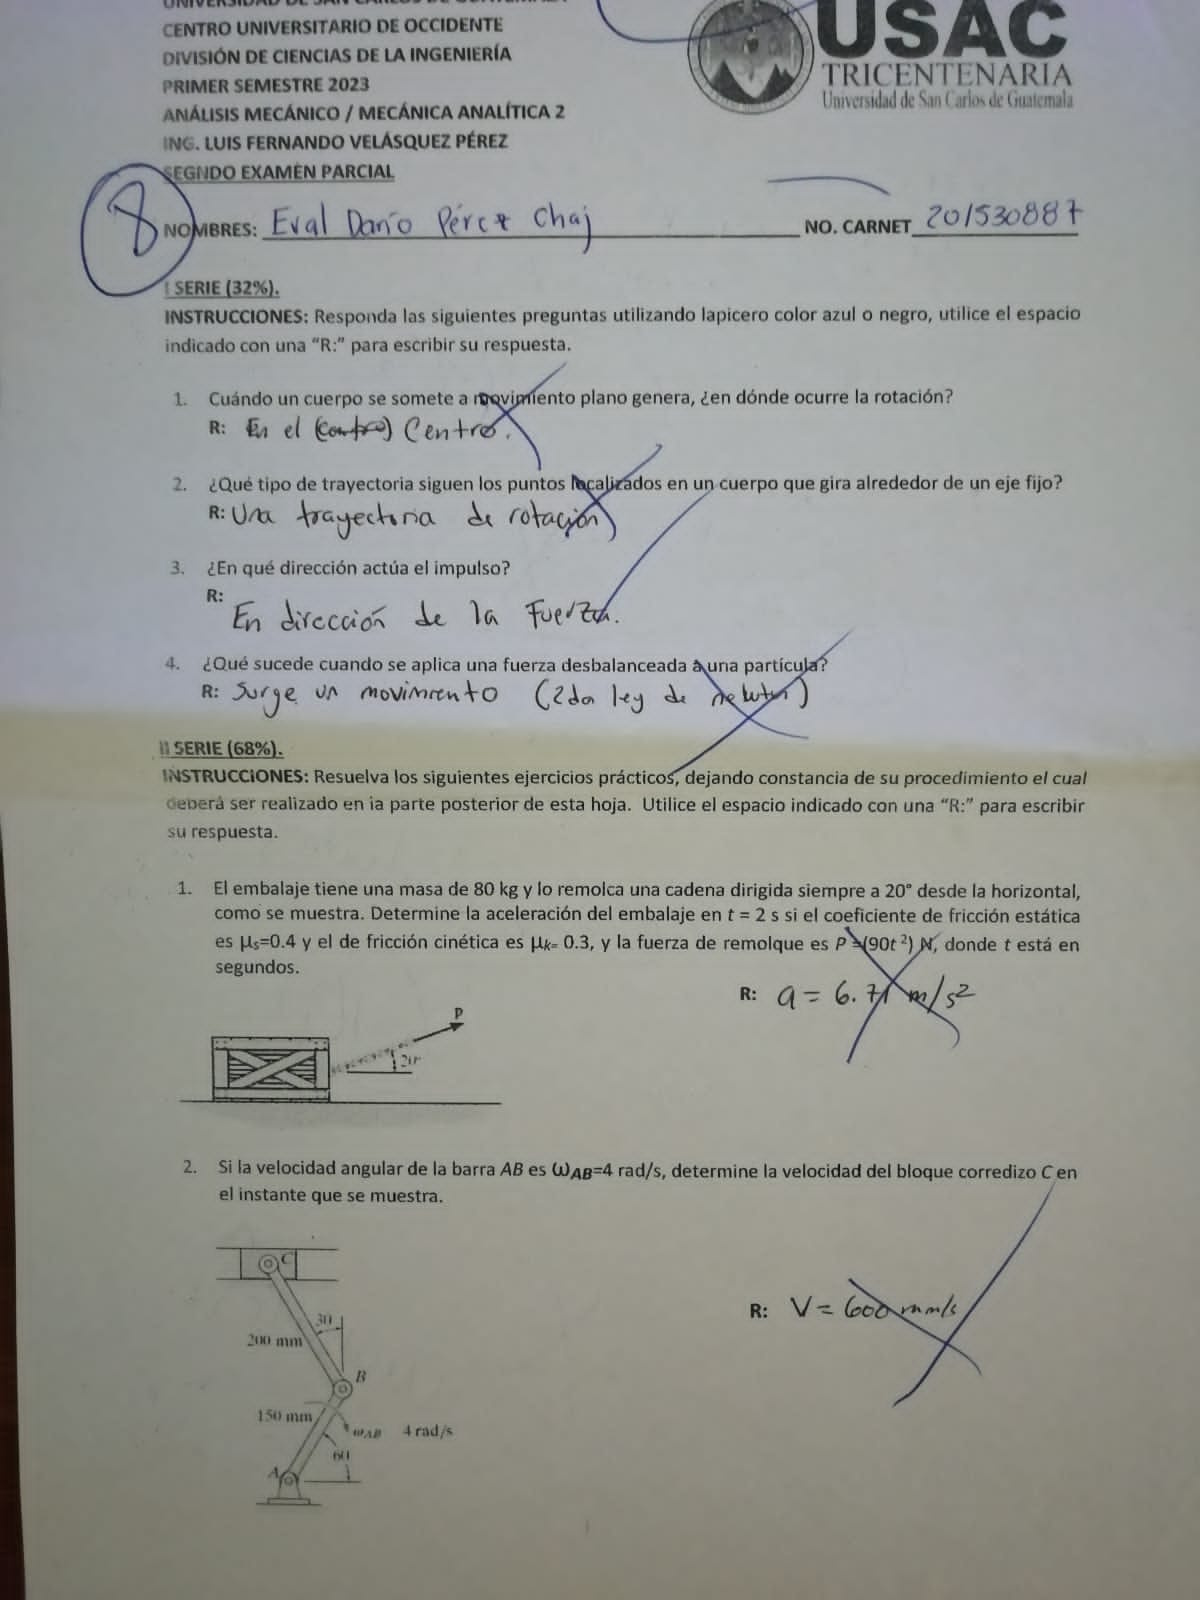 CENTRO UNIVERSITARIO DE OCCIDENTE
DIVISIÓN DE CIENCIAS DE LA INGENIERÍA
PRIMER SEMESTRE 2023
ANÁLISIS MECÁNICO / MECÁNICA ANALÍTICA 2
ING. LUIS FERNANDO VELÁSQUEZ PÉREZ
SEGNDO EXAMEN PARCIAL
USAC
TRICENTENARIA
Universidad de San Carlos de Guatemala
8
NOMBRES: Eval Darío Pérez Chaj NO. CARNET 201530887
I SERIE (32%).
INSTRUCCIONES: Responda las siguientes preguntas utilizando lapicero color azul o negro, utilice el espacio
indicado con una "R:" para escribir su respuesta.
1. Cuándo un cuerpo se somete a movimiento plano genera, ¿en dónde ocurre la rotación?
R: En el Centro.
2. ¿Qué tipo de trayectoria siguen los puntos localizados en un cuerpo que gira alrededor de un eje fijo?
R: Una trayectoria de rotación
3. ¿En qué dirección actúa el impulso?
R:
En dirección de la Fuerza.
4. ¿Qué sucede cuando se aplica una fuerza desbalanceada a una partícula?
R: Surge un movimiento (2da ley de newton)
II SERIE (68%).
INSTRUCCIONES: Resuelva los siguientes ejercicios prácticos, dejando constancia de su procedimiento el cual
deberá ser realizado en la parte posterior de esta hoja. Utilice el espacio indicado con una "R:" para escribir
su respuesta.
1. El embalaje tiene una masa de 80 kg y lo remolca una cadena dirigida siempre a 20° desde la horizontal,
como se muestra. Determine la aceleración del embalaje en t = 2 s si el coeficiente de fricción estática
es μs=0.4 y el de fricción cinética es μk= 0.3, y la fuerza de remolque es P =(90t²) N, donde t está en
segundos.
R: a = 6.71 m/s²
P
20°
2. Si la velocidad angular de la barra AB es ωAB=4 rad/s, determine la velocidad del bloque corredizo C en
el instante que se muestra.
C
30
200 mm
R: V = 600 mm/s
B
150 mm
ωAB 4 rad/s
60
A